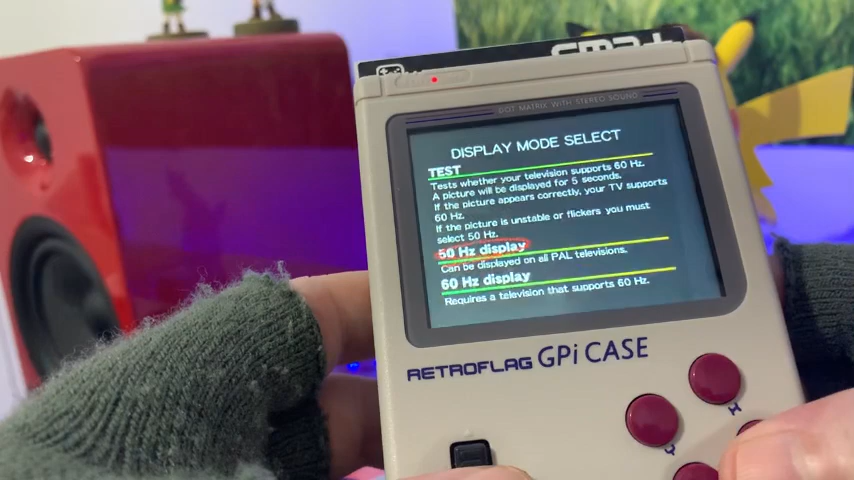 CM3+
DOT MATRIX WITH STEREO SOUND
DISPLAY MODE SELECT
TEST
Tests whether your television supports 60 Hz.
A picture will be displayed for 5 seconds.
If the picture appears correctly, your TV supports
60 Hz.
If the picture is unstable or flickers you must
select 50 Hz.
50 Hz display
Can be displayed on all PAL televisions.
60 Hz display
Requires a television that supports 60 Hz.
RETROFLAG GPi CASE
X
Y